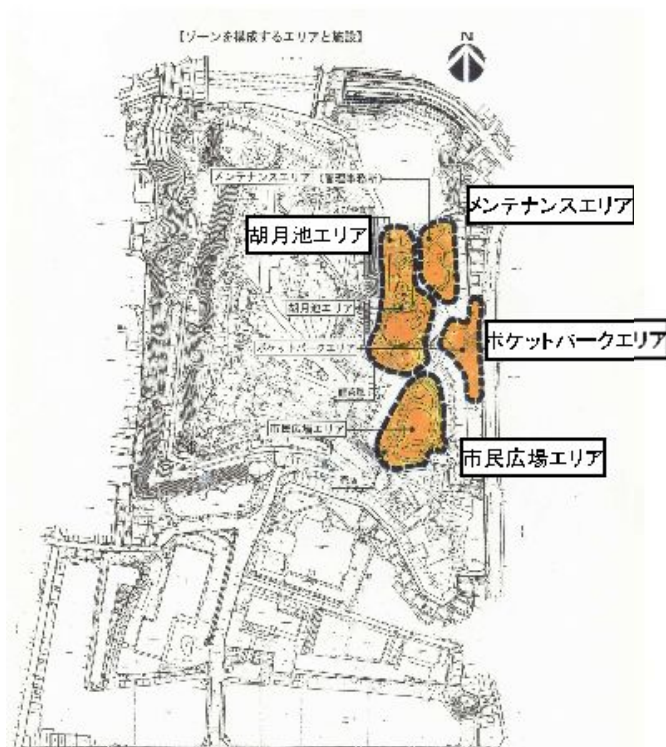 【ゾーンを構成するエリアと施設】
N
メンテナンスエリア (管理事務所)
メンテナンスエリア
胡月池エリア
胡月池エリア
ポケットパークエリア
ポケットパークエリア
市民広場エリア
市民広場エリア